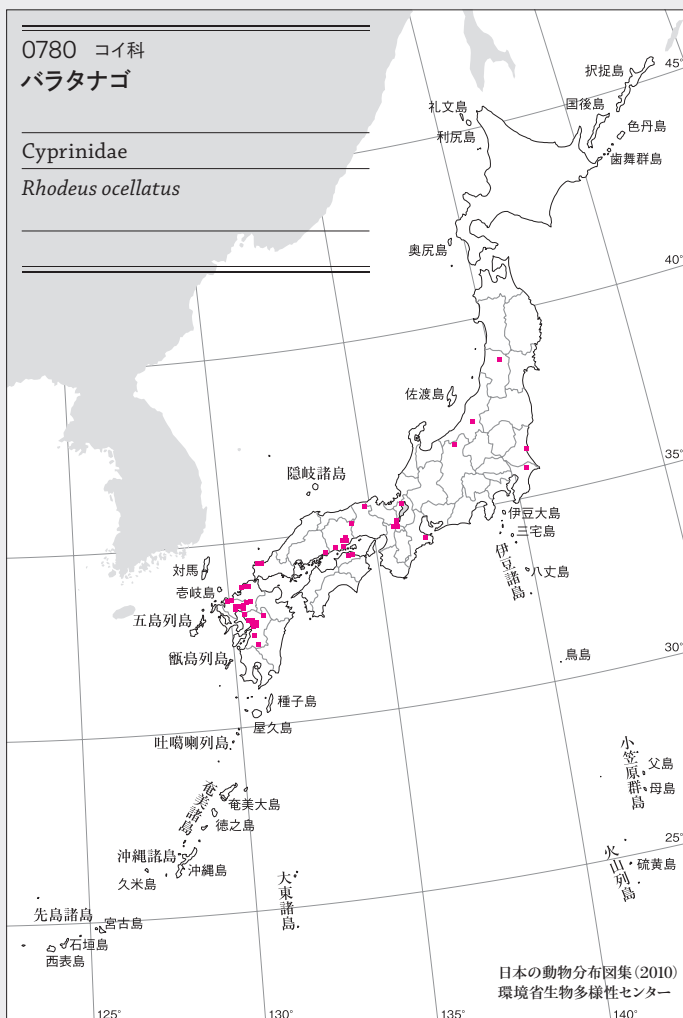 0780 コイ科
バラタナゴ
Cyprinidae
Rhodeus ocellatus
45°
択捉島
国後島
礼文島
色丹島
利尻島
歯舞群島
奥尻島
40°
佐渡島
35°
隠岐諸島
伊豆大島
三宅島
伊豆諸島
八丈島
対馬
壱岐島
五島列島
甑島列島
鳥島
30°
種子島
屋久島
吐噶喇列島
小笠原群島
父島
母島
奄美諸島
奄美大島
徳之島
25°
沖縄諸島
沖縄島
久米島
火山列島
硫黄島
大東諸島
先島諸島
宮古島
石垣島
西表島
日本の動物分布図集(2010)
環境省生物多様性センター
125°
130°
135°
140°